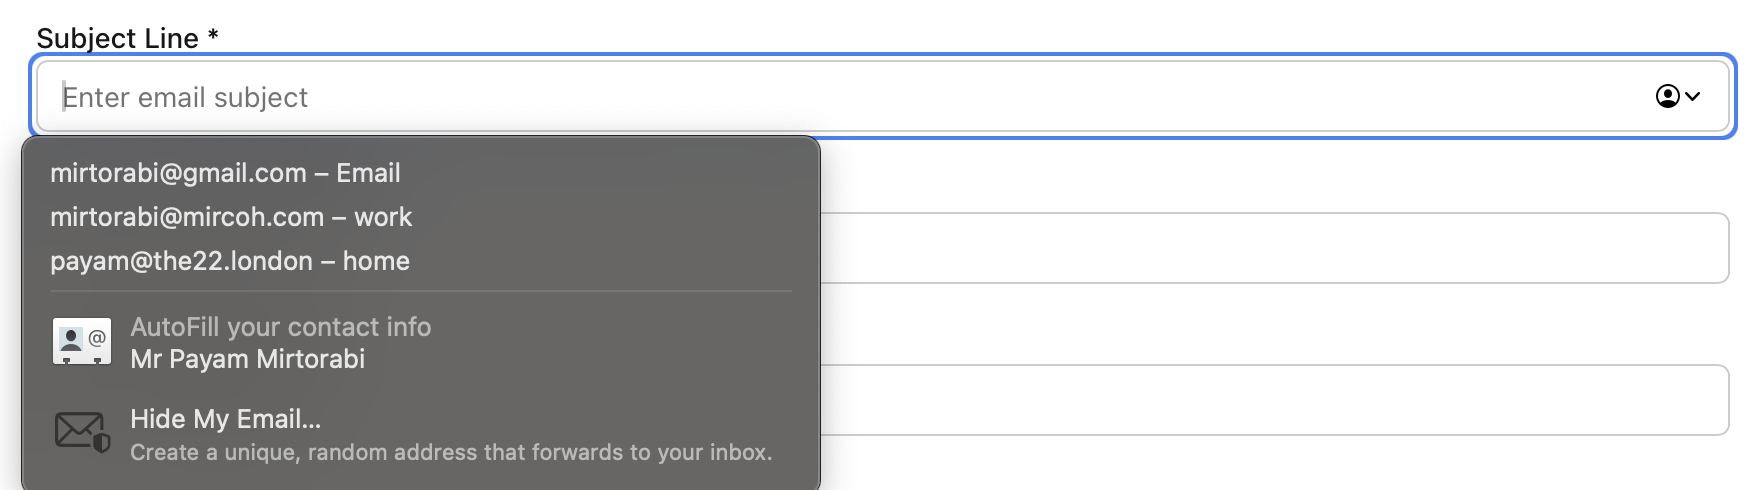 Subject Line *
Enter email subject
mirtorabi@gmail.com – Email
mirtorabi@mircoh.com – work
payam@the22.london – home
@
AutoFill your contact info
Mr Payam Mirtorabi
Hide My Email...
Create a unique, random address that forwards to your inbox.